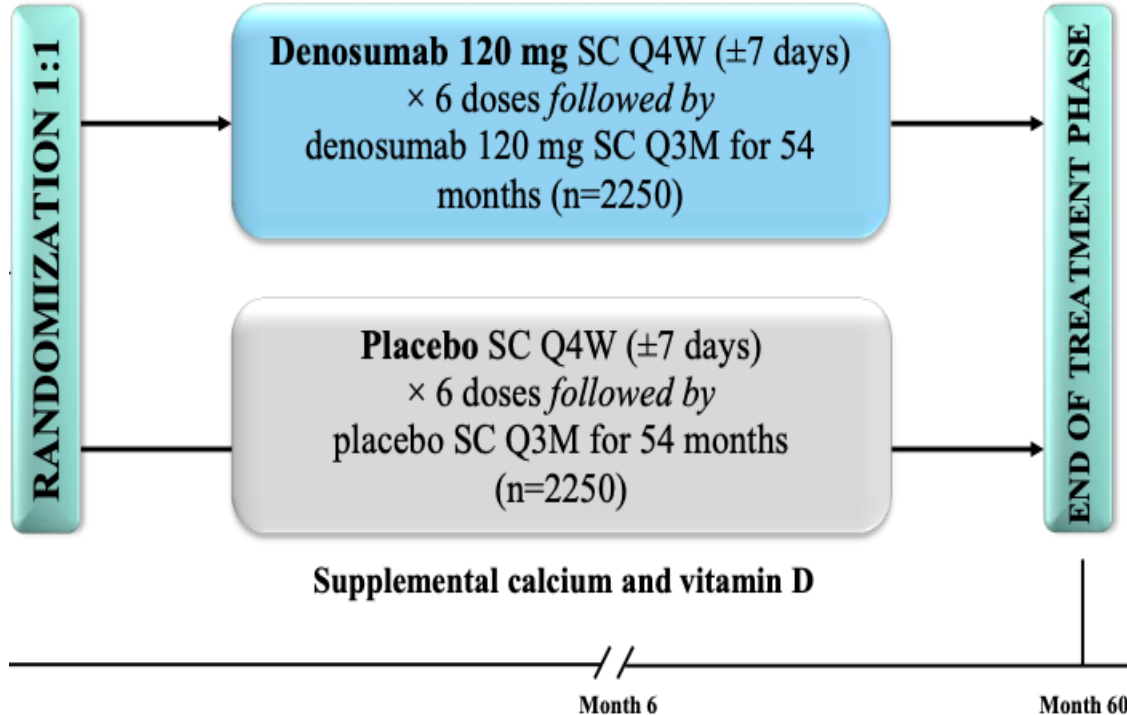 RANDOMIZATION 1:1
Denosumab 120 mg SC Q4W (±7 days)
× 6 doses followed by
denosumab 120 mg SC Q3M for 54
months (n=2250)
Placebo SC Q4W (±7 days)
× 6 doses followed by
placebo SC Q3M for 54 months
(n=2250)
END OF TREATMENT PHASE
Supplemental calcium and vitamin D
Month 6
Month 60